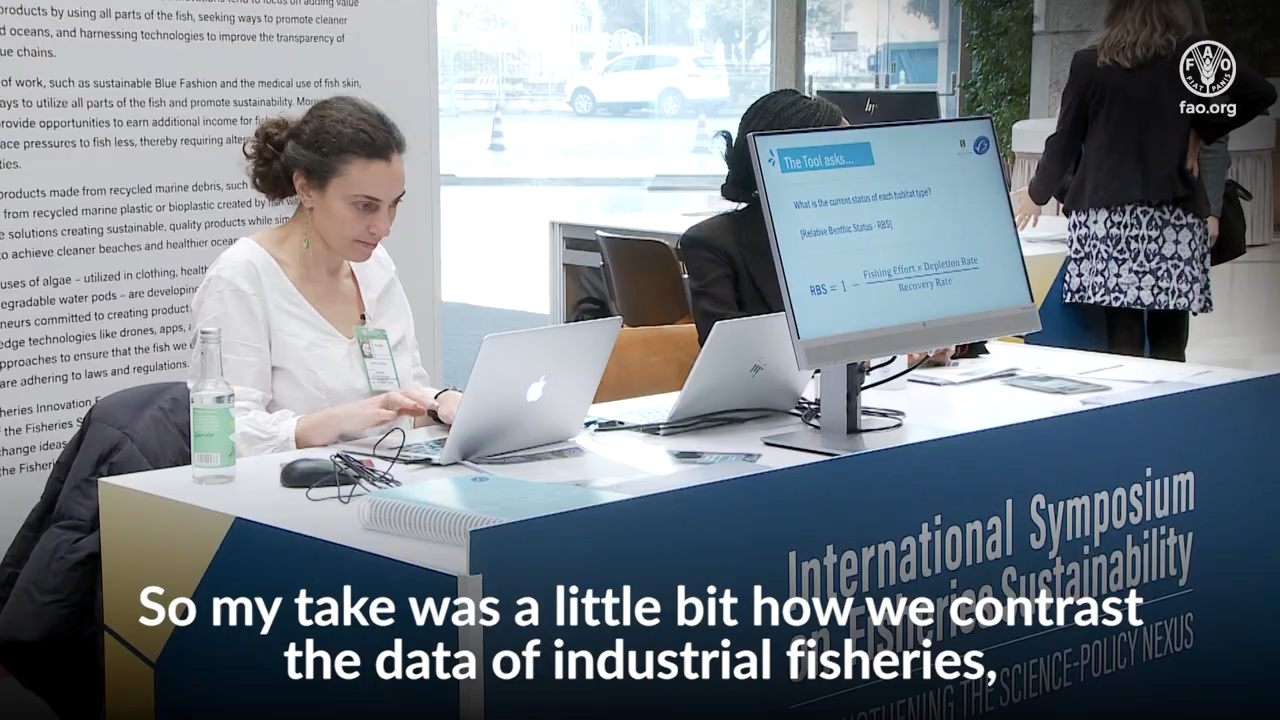 products by using all parts of the fish, seeking ways to promote cleaner
d oceans, and harnessing technologies to improve the transparency of
ue chains.
of work, such as sustainable Blue Fashion and the medical use of fish skin,
ays to utilize all parts of the fish and promote sustainability.
provide opportunities to earn additional income for
ace pressures to fish less, thereby requiring
ties.
products made from recycled marine debris, such
from recycled marine plastic or bioplastic created by
e solutions creating sustainable, quality products while
to achieve cleaner beaches and healthier
uses of algae – utilized in clothing,
egradable water pods – are
neurs committed to creating
edge technologies like drones, apps,
approaches to ensure that the fish we
are adhering to laws and regulations.
heries Innovation
the Fisheries
change ideas
the
FAO
FIAT PANIS
fao.org
hp
The Tool asks...
What is the current status of each habitat type?
[Relative Benthic Status - RBS]
RBS = 1 − Fishing Effort × Depletion Rate
Recovery Rate
hp
International Symposium
on Fisheries Sustainability
THE SCIENCE-POLICY NEXUS
So my take was a little bit how we contrast
the data of industrial fisheries,